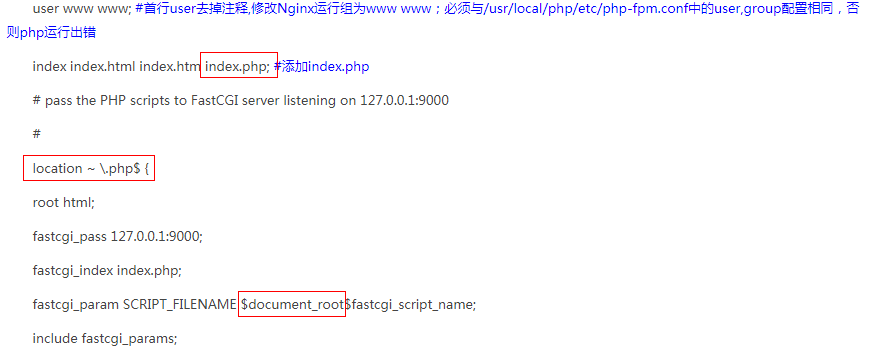 user www www; #首行user去掉注释,修改Nginx运行组为www www；必须与/usr/local/php/etc/php-fpm.conf中的user,group配置相同，否
则php运行出错
index index.html index.htm index.php; #添加index.php
# pass the PHP scripts to FastCGI server listening on 127.0.0.1:9000
#
location ~ \.php$ {
root html;
fastcgi_pass 127.0.0.1:9000;
fastcgi_index index.php;
fastcgi_param SCRIPT_FILENAME $document_root$fastcgi_script_name;
include fastcgi_params;